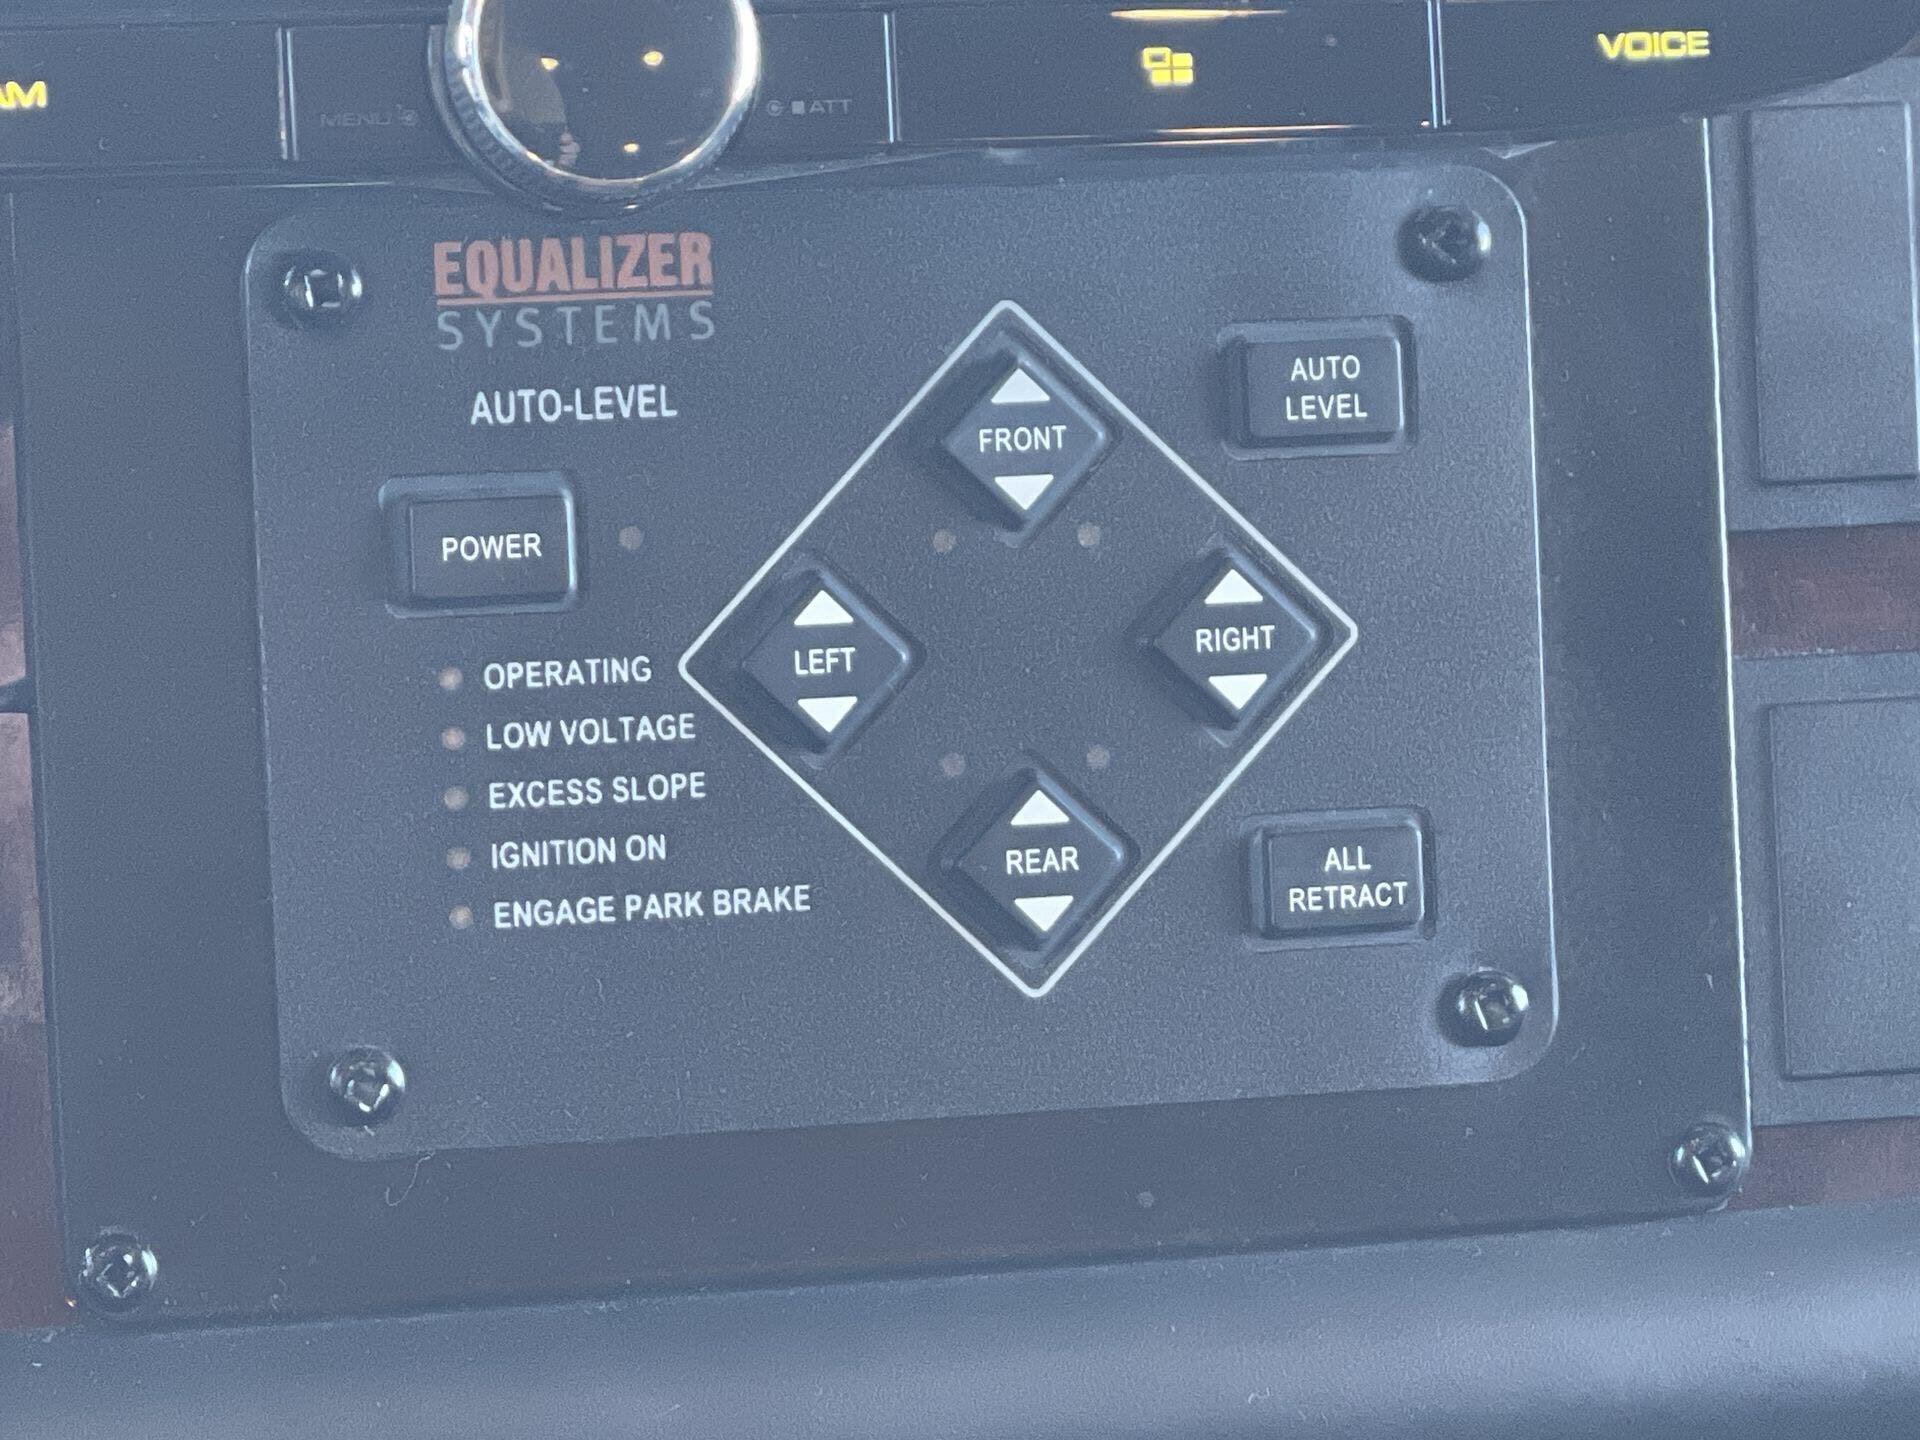 AM
MENU
ATT
VOICE
EQUALIZER
SYSTEMS
AUTO-LEVEL
POWER
OPERATING
LOW VOLTAGE
EXCESS SLOPE
IGNITION ON
ENGAGE PARK BRAKE
FRONT
LEFT
RIGHT
REAR
AUTO
LEVEL
ALL
RETRACT